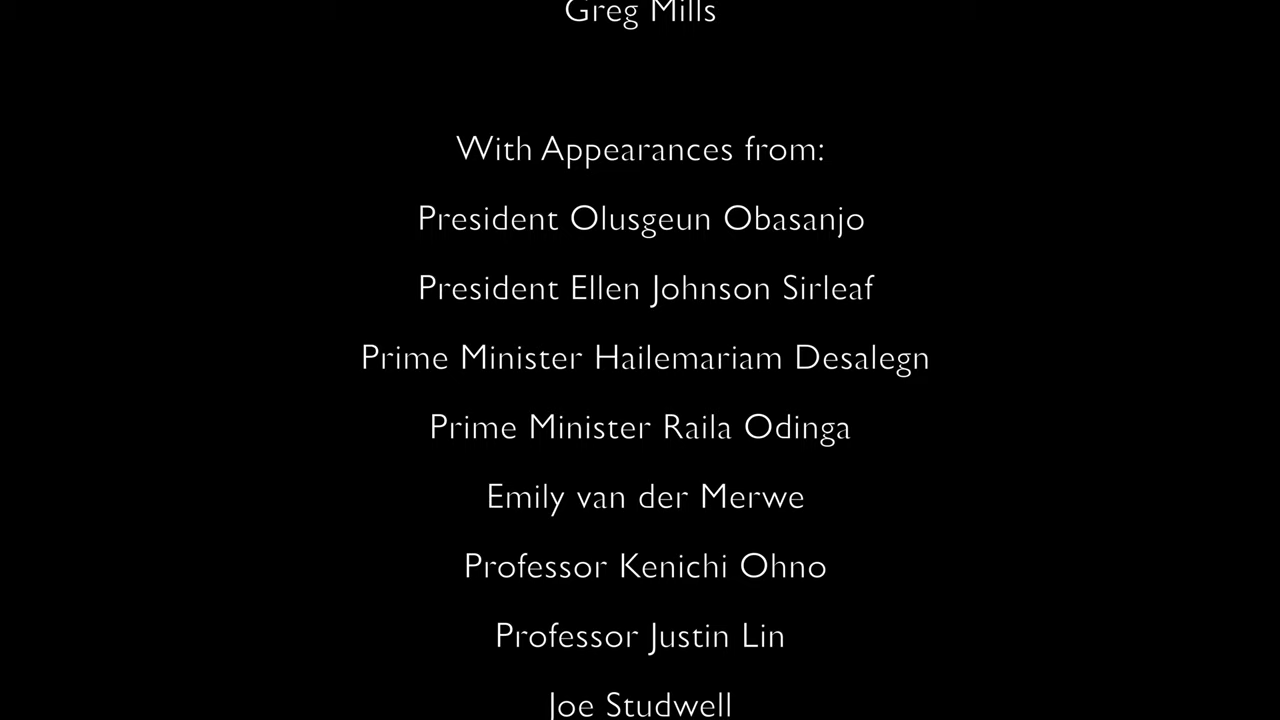 Greg Mills
With Appearances from:
President Olusgeun Obasanjo
President Ellen Johnson Sirleaf
Prime Minister Hailemariam Desalegn
Prime Minister Raila Odinga
Emily van der Merwe
Professor Kenichi Ohno
Professor Justin Lin
Joe Studwell